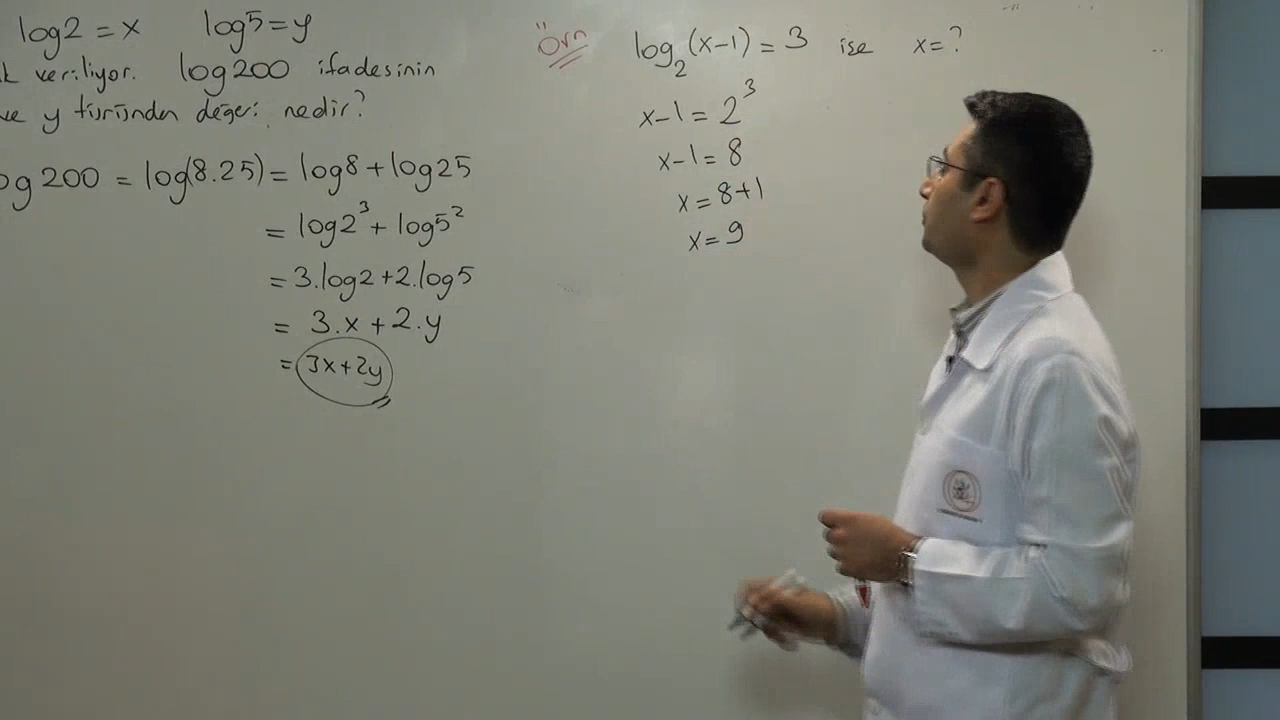 log2 = x log5 = y
veriliyor. log200 ifadesinin
y türünden değeri nedir?
log200 = log(8.25) = log8 + log25
= log2³ + log5²
= 3.log2 + 2.log5
= 3.x + 2.y
= 3x+2y
Örn log₂(x-1) = 3 ise x=?
x-1 = 2³
x-1 = 8
x = 8+1
x = 9